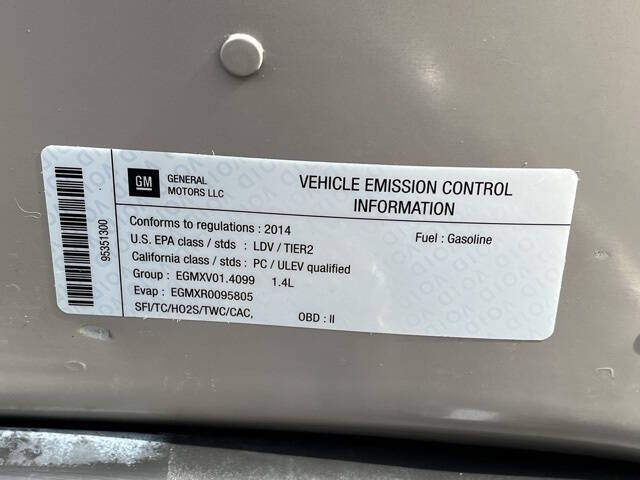 GM
GENERAL
MOTORS LLC
VEHICLE EMISSION CONTROL
INFORMATION
Conforms to regulations : 2014
Fuel : Gasoline
U.S. EPA class / stds : LDV / TIER2
California class / stds : PC / ULEV qualified
Group : EGMXV01.4099 1.4L
Evap : EGMXR0095805
SFI/TC/HO2S/TWC/CAC, OBD : II
95351300